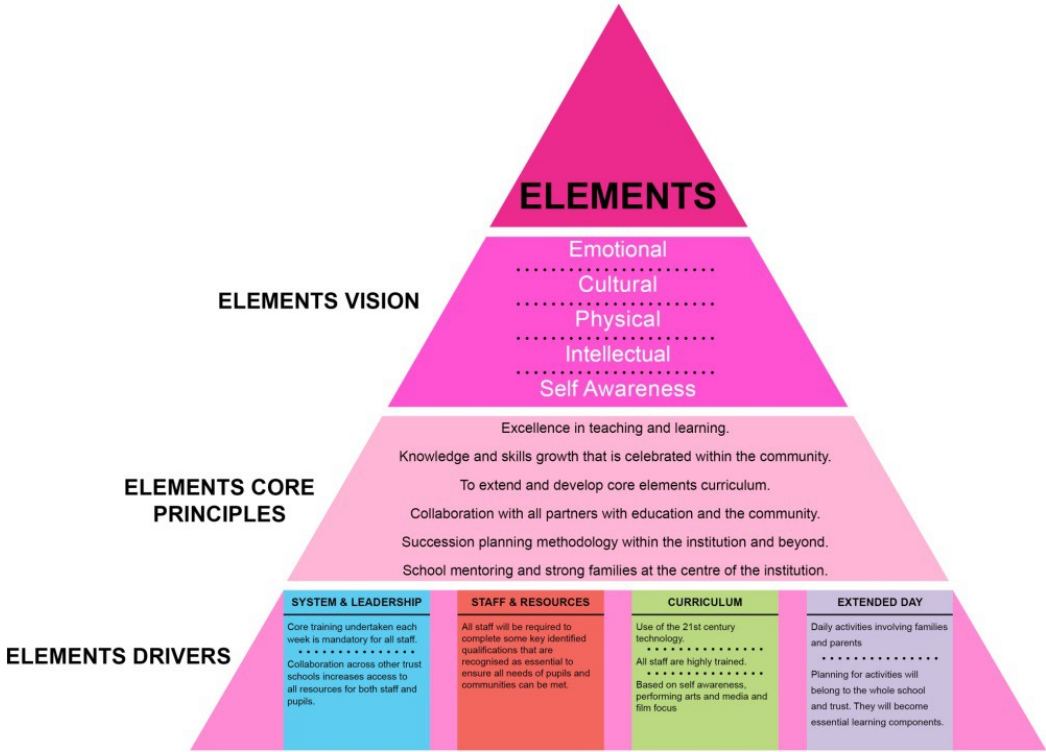 ELEMENTS
ELEMENTS VISION
Emotional
Cultural
Physical
Intellectual
Self Awareness
ELEMENTS CORE
PRINCIPLES
Excellence in teaching and learning.
Knowledge and skills growth that is celebrated within the community.
To extend and develop core elements curriculum.
Collaboration with all partners with education and the community.
Succession planning methodology within the institution and beyond.
School mentoring and strong families at the centre of the institution.
ELEMENTS DRIVERS
SYSTEM & LEADERSHIP
Core training undertaken each
week is mandatory for all staff.
Collaboration across other trust
schools increases access to
all resources for both staff and
pupils.
STAFF & RESOURCES
All staff will be required to
complete some key identified
qualifications that are
recognised as essential to
ensure all needs of pupils and
communities can be met.
CURRICULUM
Use of the 21st century
technology.
All staff are highly trained.
Based on self awareness,
performing arts and media and
film focus
EXTENDED DAY
Daily activities involving families
and parents
Planning for activities will
belong to the whole school
and trust. They will become
essential learning components.